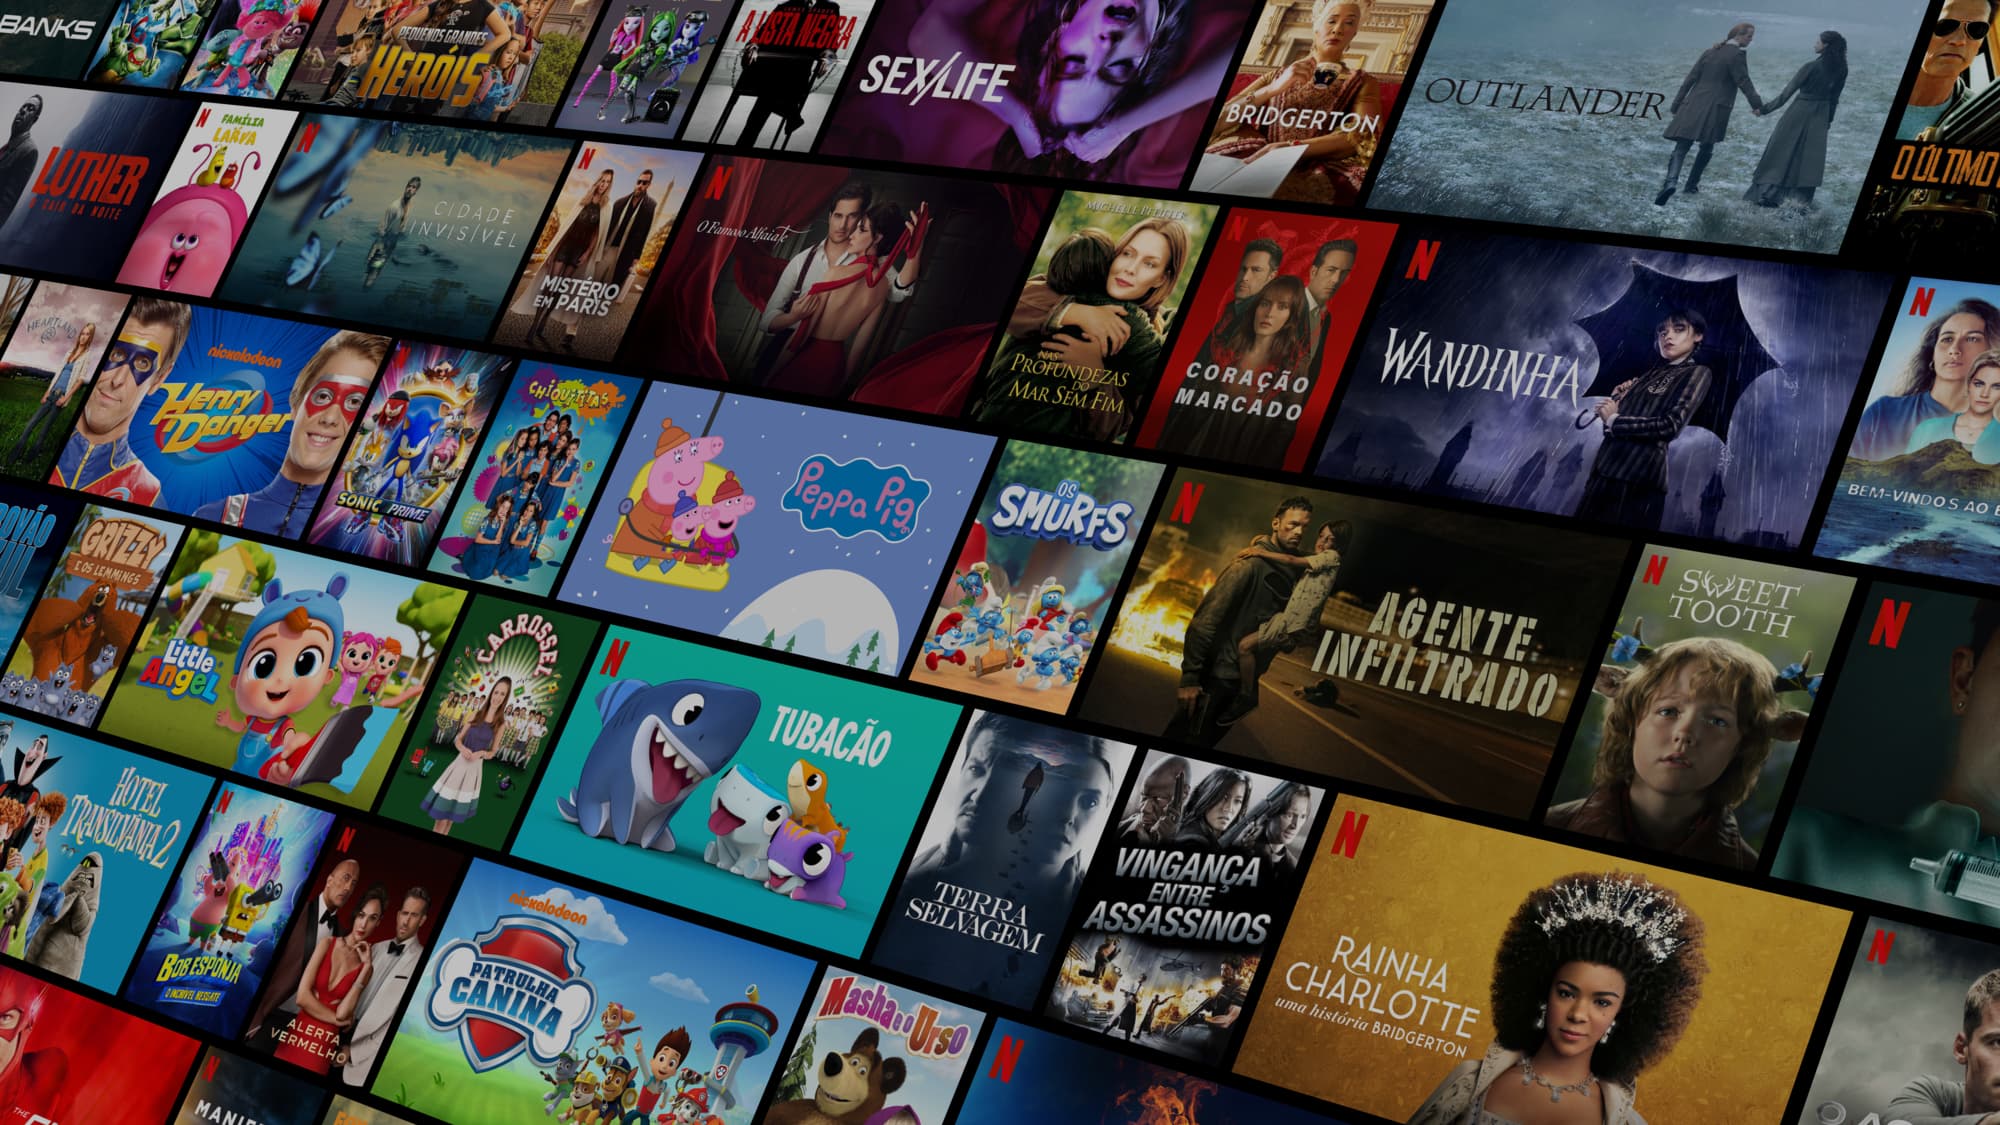 BANKS
PEQUENOS GRANDES
HERÓIS
A LISTA NEGRA
SEX/LIFE
BRIDGERTON
OUTLANDER
O ÚLTIMO
LUTHER
O CAIR DA NOITE
N
FAMÍLIA
LARVA
N
CIDADE
INVISÍVEL
N
MISTÉRIO
EM PARIS
N
O Famoso Alfaiate
MICHELLE PFEIFFER
NAS
PROFUNDEZAS
DO
MAR SEM FIM
N
CORAÇÃO
MARCADO
N
WANDINHA
N
BEM-VINDOS AO
HEARTLAND
nickelodeon
Henry
Danger
N
SONIC PRIME
CHIQUITITAS
Peppa Pig
OS
SMURFS
N
AGENTE
INFILTRADO
N
SWEET
TOOTH
N
GRIZZY
E OS LEMMINGS
Little
Angel
CARROSSEL
N
TUBACÃO
TERRA
SELVAGEM
VINGANÇA
ENTRE
ASSASSINOS
N
RAINHA
CHARLOTTE
uma história BRIDGERTON
N
HOTEL
TRANSILVÂNIA 2
N
BOB ESPONJA
O INCRÍVEL RESGATE
N
ALERTA
VERMELHO
nickelodeon
PATRULHA
CANINA
Masha e o Urso
N
THE
N
MANIF